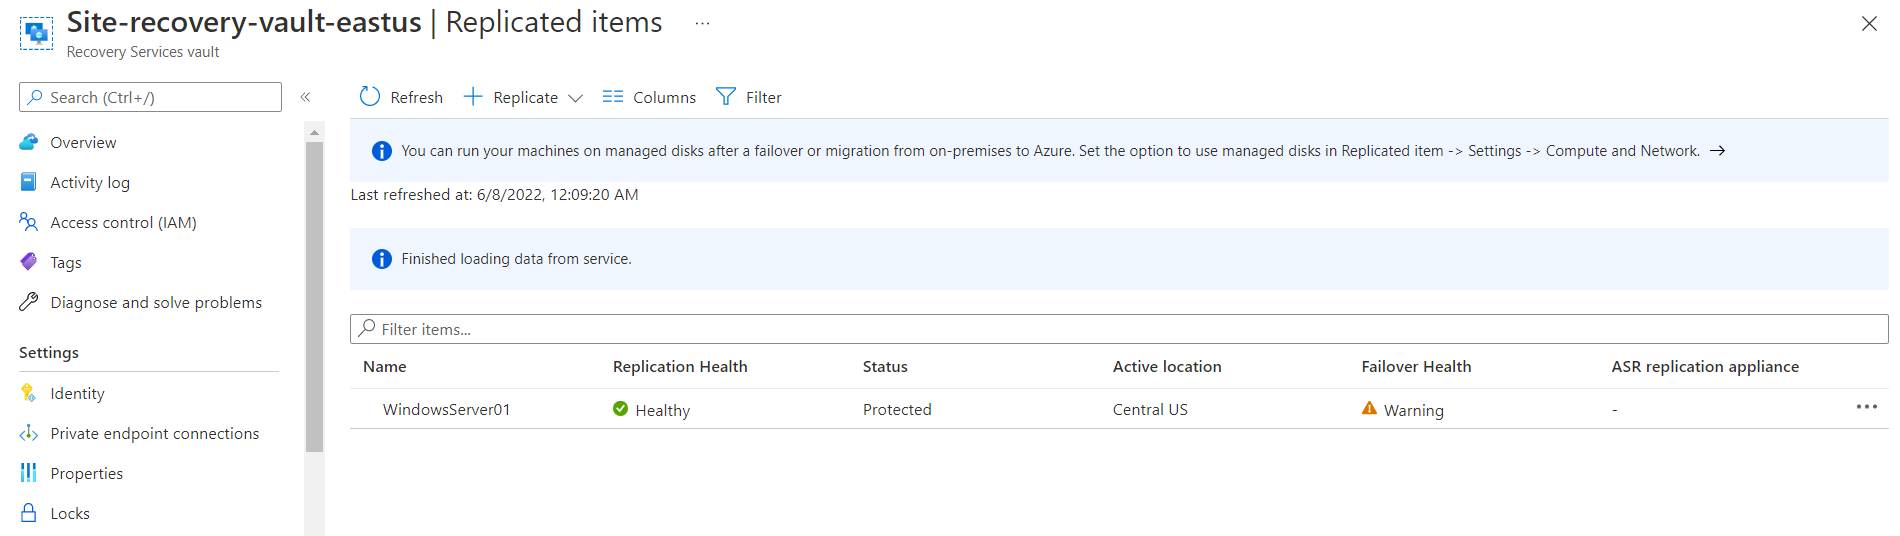 Site-recovery-vault-eastus | Replicated items ...
Recovery Services vault
Search (Ctrl+/)
«
Overview
Activity log
Access control (IAM)
Tags
Diagnose and solve problems
Settings
Identity
Private endpoint connections
Properties
Locks
Refresh Replicate Columns Filter
You can run your machines on managed disks after a failover or migration from on-premises to Azure. Set the option to use managed disks in Replicated item -> Settings -> Compute and Network. →
Last refreshed at: 6/8/2022, 12:09:20 AM
Finished loading data from service.
Filter items...
Name Replication Health Status Active location Failover Health ASR replication appliance
WindowsServer01 Healthy Protected Central US Warning - ...